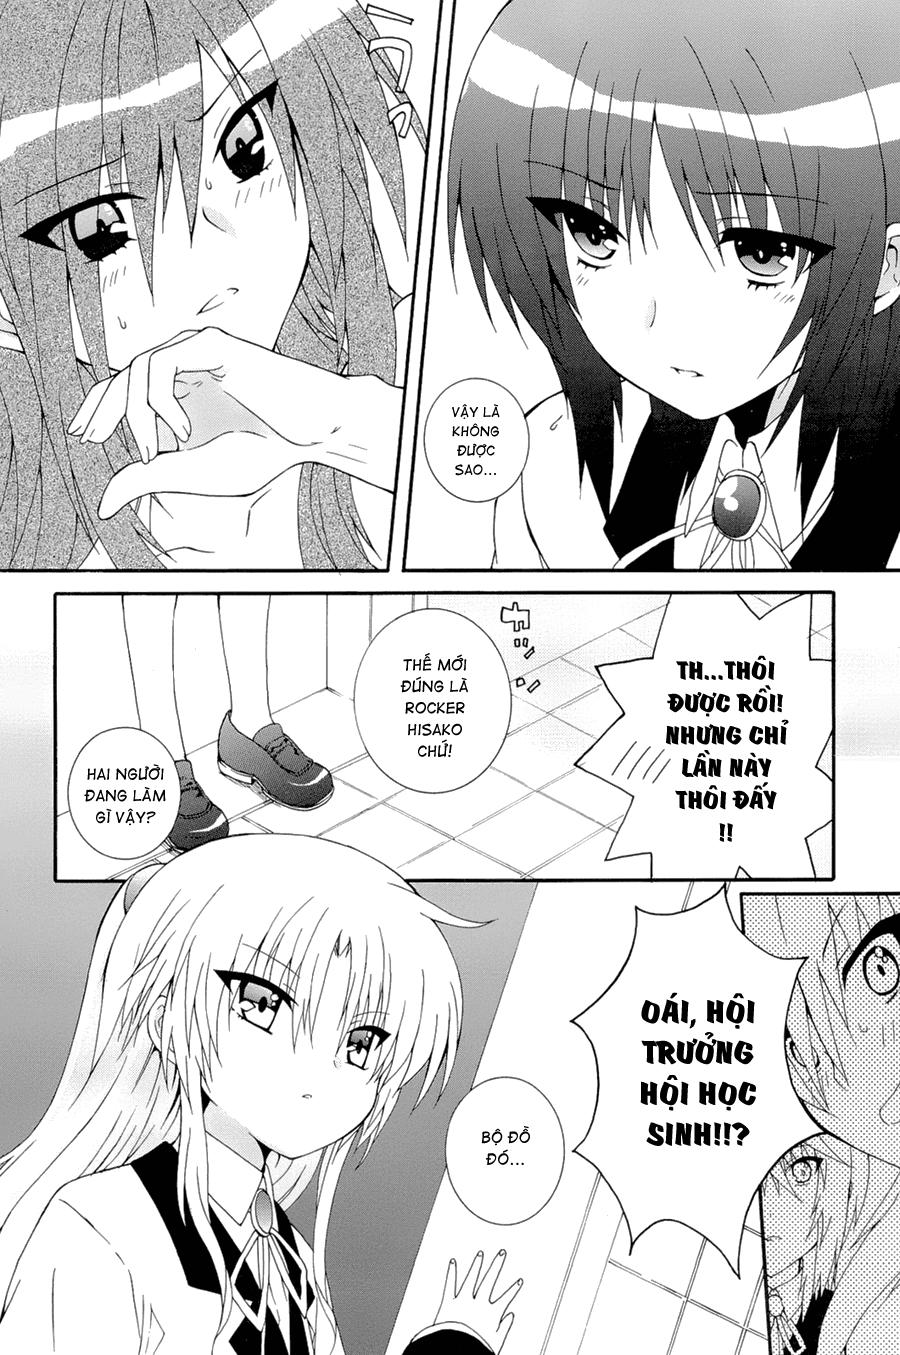 VẬY LÀ
KHÔNG
ĐƯỢC
SAO...
TH...THÔI
ĐƯỢC RỒI!
NHƯNG CHỈ
LẦN NÀY
THÔI ĐẤY
!!
THẾ MỚI
ĐÚNG LÀ
ROCKER
HISAKO
CHỨ!
HAI NGƯỜI
ĐANG LÀM
GÌ VẬY?
OÁI, HỘI
TRƯỞNG
HỘI HỌC
SINH!!?
BỘ ĐỒ
ĐÓ...